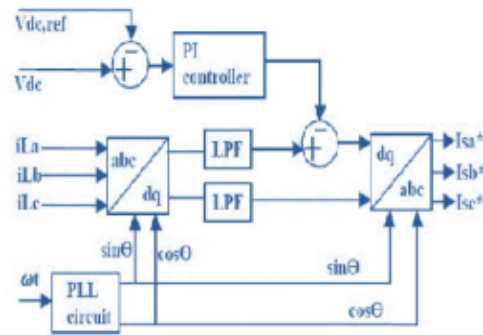 Vdc,ref
Vdc
PI
controller
iLa
iLb
iLc
abc
dq
LPF
LPF
dq
abc
Isa*
Isb*
Isc*
sinΘ
cosΘ
sinΘ
cosΘ
ωt
PLL
circuit